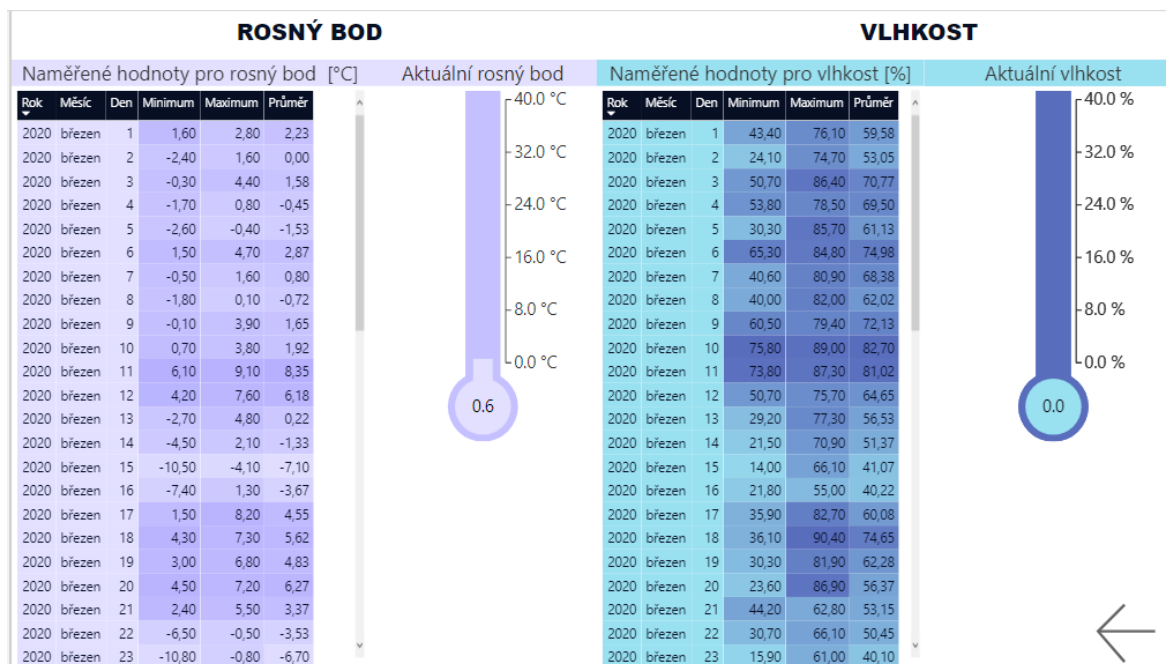 ROSNÝ BOD
Naměřené hodnoty pro rosný bod [°C]
Rok Měsíc Den Minimum Maximum Průměr
2020 březen 1 1,60 2,80 2,23
2020 březen 2 -2,40 1,60 0,00
2020 březen 3 -0,30 4,40 1,58
2020 březen 4 -1,70 0,80 -0,45
2020 březen 5 -2,60 -0,40 -1,53
2020 březen 6 1,50 4,70 2,87
2020 březen 7 -0,50 1,60 0,80
2020 březen 8 -1,80 0,10 -0,72
2020 březen 9 -0,10 3,90 1,65
2020 březen 10 0,70 3,80 1,92
2020 březen 11 6,10 9,10 8,35
2020 březen 12 4,20 7,60 6,18
2020 březen 13 -2,70 4,80 0,22
2020 březen 14 -4,50 2,10 -1,33
2020 březen 15 -10,50 -4,10 -7,10
2020 březen 16 -7,40 1,30 -3,67
2020 březen 17 1,50 8,20 4,55
2020 březen 18 4,30 7,30 5,62
2020 březen 19 3,00 6,80 4,83
2020 březen 20 4,50 7,20 6,27
2020 březen 21 2,40 5,50 3,37
2020 březen 22 -6,50 -0,50 -3,53
2020 březen 23 -10,80 -0,80 -6,70
Aktuální rosný bod
40.0 °C
32.0 °C
24.0 °C
16.0 °C
8.0 °C
0.0 °C
0.6
VLHKOST
Naměřené hodnoty pro vlhkost [%]
Rok Měsíc Den Minimum Maximum Průměr
2020 březen 1 43,40 76,10 59,58
2020 březen 2 24,10 74,70 53,05
2020 březen 3 50,70 86,40 70,77
2020 březen 4 53,80 78,50 69,50
2020 březen 5 30,30 85,70 61,13
2020 březen 6 65,30 84,80 74,98
2020 březen 7 40,60 80,90 68,38
2020 březen 8 40,00 82,00 62,02
2020 březen 9 60,50 79,40 72,13
2020 březen 10 75,80 89,00 82,70
2020 březen 11 73,80 87,30 81,02
2020 březen 12 50,70 75,70 64,65
2020 březen 13 29,20 77,30 56,53
2020 březen 14 21,50 70,90 51,37
2020 březen 15 14,00 66,10 41,07
2020 březen 16 21,80 55,00 40,22
2020 březen 17 35,90 82,70 60,08
2020 březen 18 36,10 90,40 74,65
2020 březen 19 30,30 81,90 62,28
2020 březen 20 23,60 86,90 56,37
2020 březen 21 44,20 62,80 53,15
2020 březen 22 30,70 66,10 50,45
2020 březen 23 15,90 61,00 40,10
Aktuální vlhkost
40.0 %
32.0 %
24.0 %
16.0 %
8.0 %
0.0 %
0.0